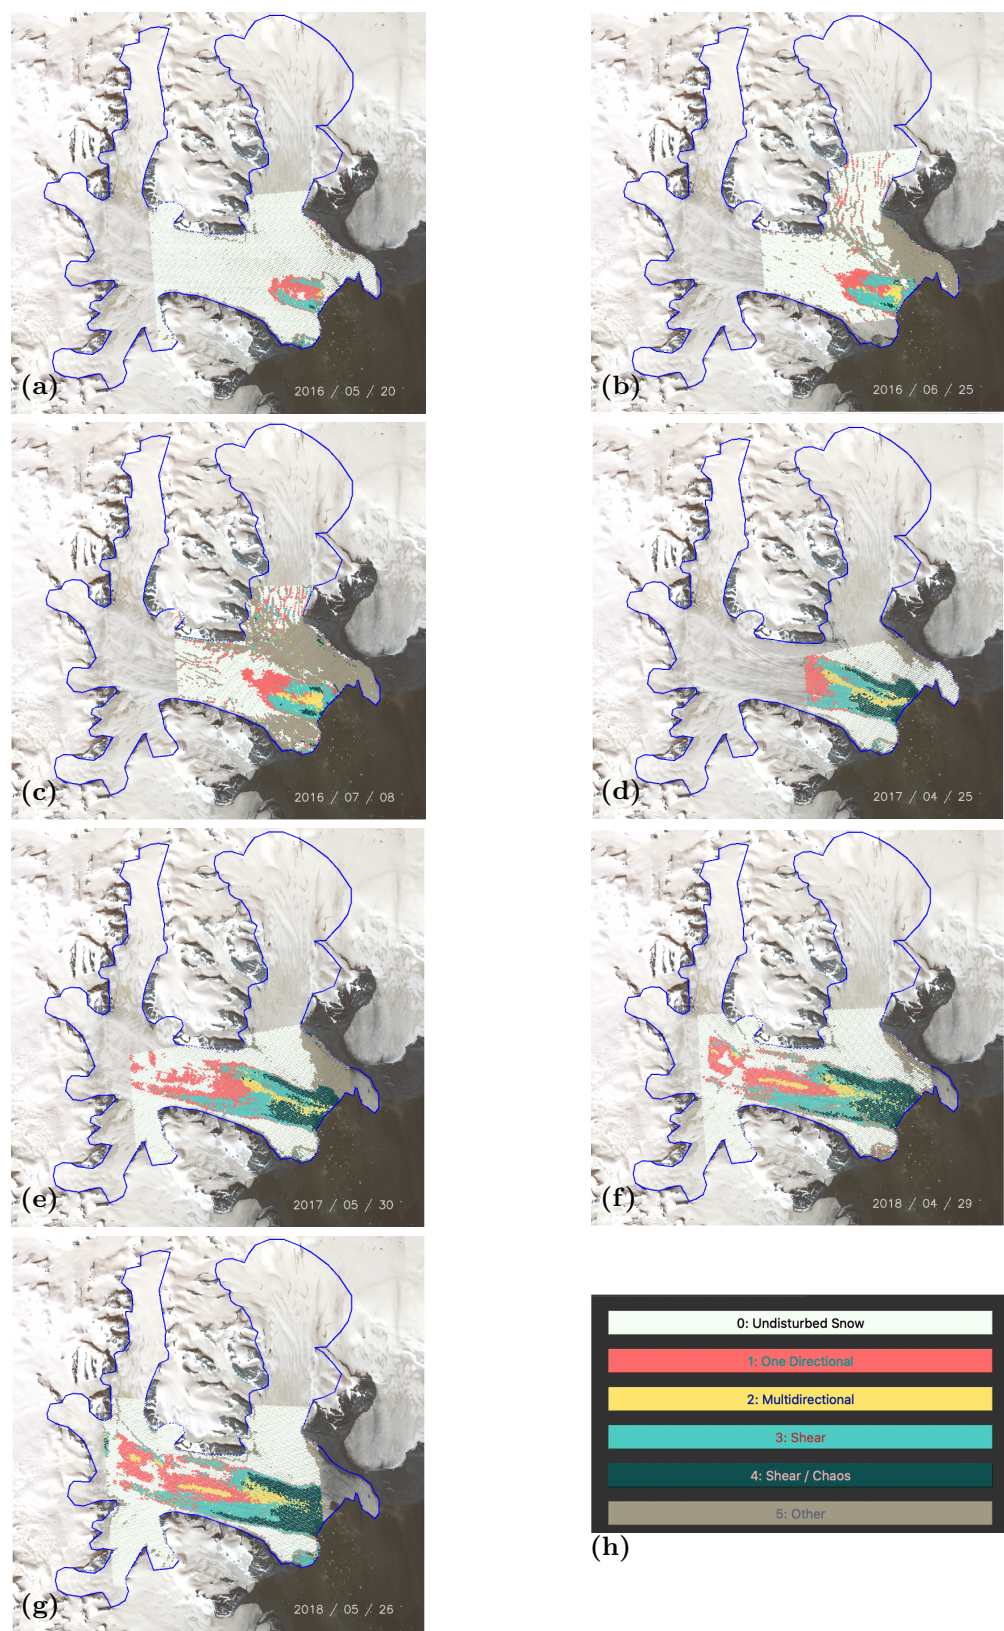 (a)
2016 / 05 / 20
(b)
2016 / 06 / 25
(c)
2016 / 07 / 08
(d)
2017 / 04 / 25
(e)
2017 / 05 / 30
(f)
2018 / 04 / 29
(g)
2018 / 05 / 26
0: Undisturbed Snow
1: One Directional
2: Multidirectional
3: Shear
4: Shear / Chaos
5: Other
(h)